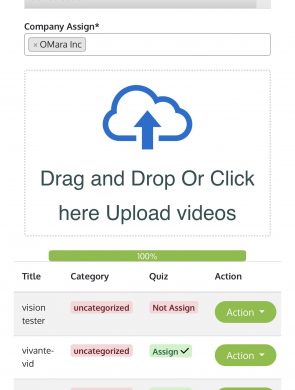 Company Assign*
× OMara Inc
Drag and Drop Or Click
here Upload videos
100%
Title Category Quiz Action
vision tester uncategorized Not Assign Action
vivante-vid uncategorized Assign Action